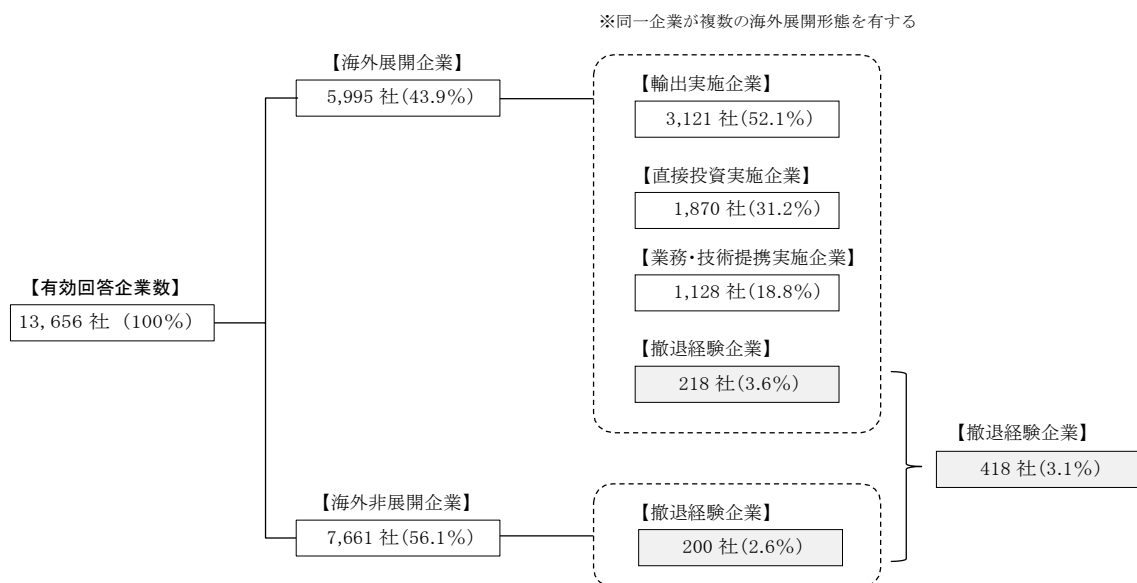 ※同一企業が複数の海外展開形態を有する
【海外展開企業】
5,995 社(43.9%)
【輸出実施企業】
3,121 社(52.1%)
【直接投資実施企業】
1,870 社(31.2%)
【業務・技術提携実施企業】
1,128 社(18.8%)
【有効回答企業数】
13,656 社 (100%)
【撤退経験企業】
218 社(3.6%)
【撤退経験企業】
418 社(3.1%)
【海外非展開企業】
7,661 社(56.1%)
【撤退経験企業】
200 社(2.6%)